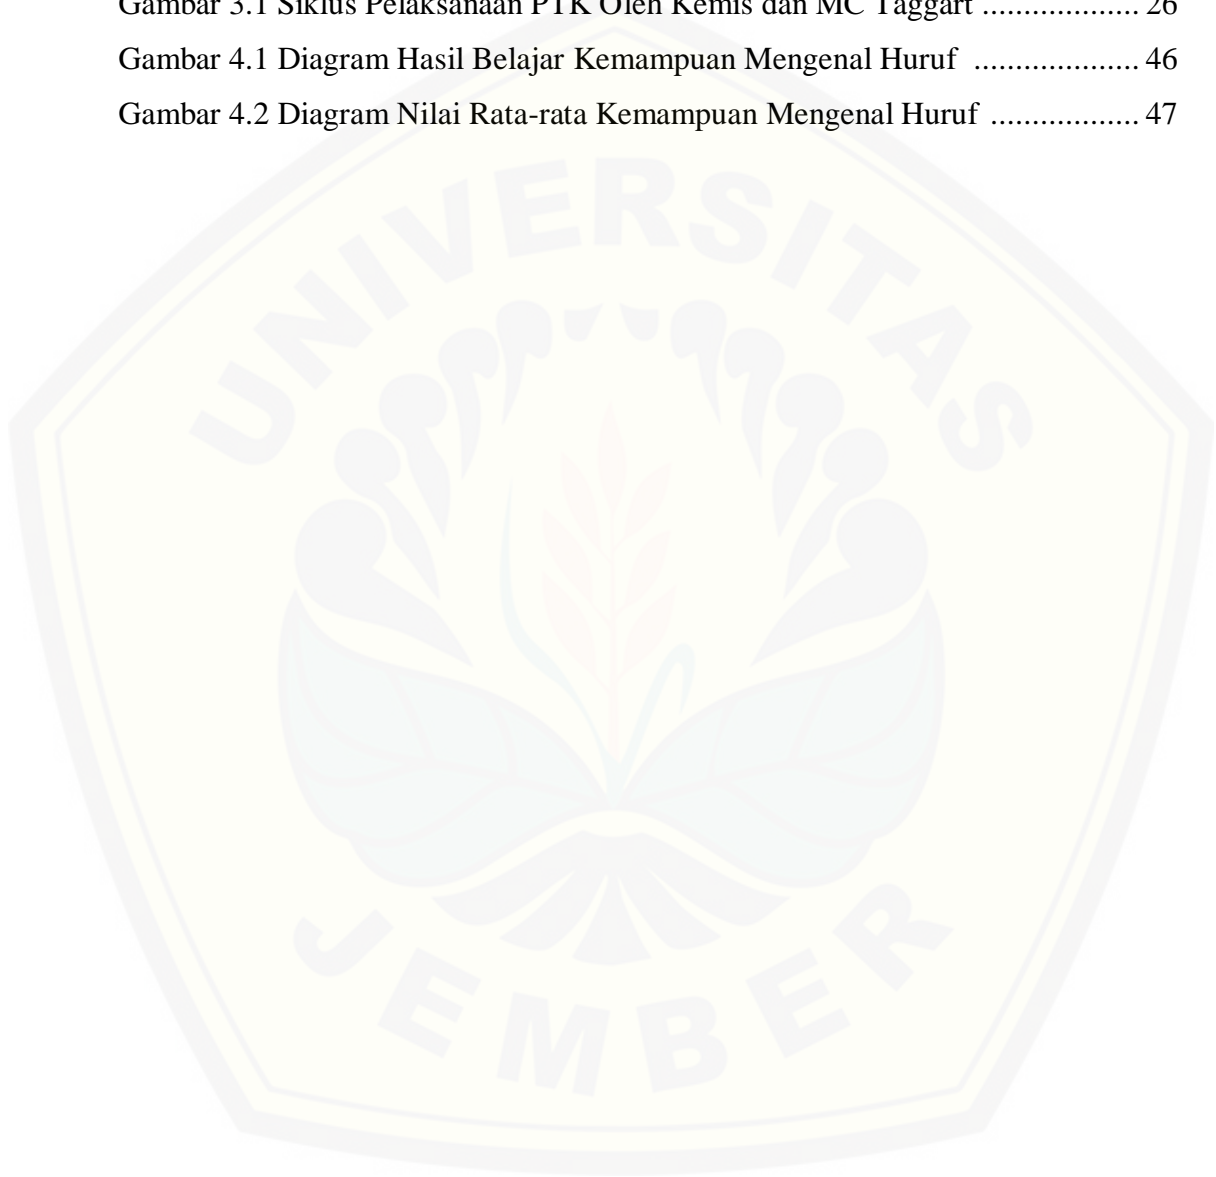 Gambar 3.1 Siklus Pelaksanaan PTK Oleh Kemis dan MC Taggart ................... 26
Gambar 4.1 Diagram Hasil Belajar Kemampuan Mengenal Huruf .................... 46
Gambar 4.2 Diagram Nilai Rata-rata Kemampuan Mengenal Huruf .................. 47
UNIVERSITAS
JEMBER